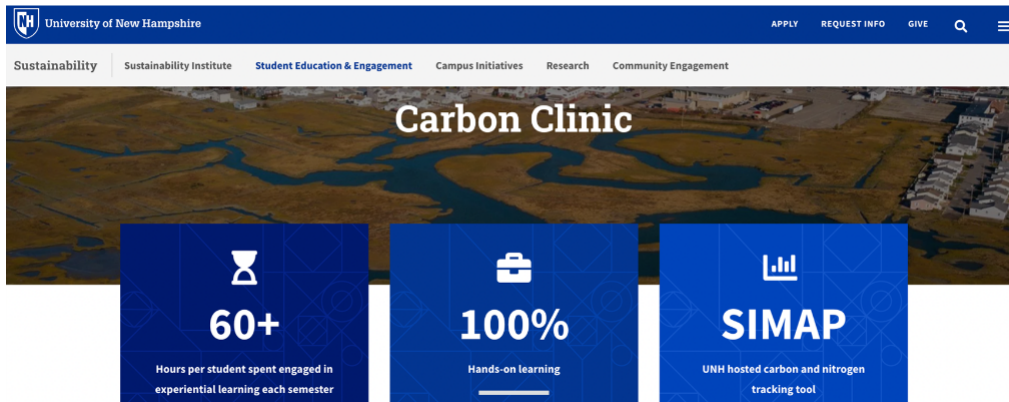 NH University of New Hampshire
APPLY REQUEST INFO GIVE
Sustainability Sustainability Institute Student Education & Engagement Campus Initiatives Research Community Engagement
Carbon Clinic
60+
Hours per student spent engaged in
experiential learning each semester
100%
Hands-on learning
SIMAP
UNH hosted carbon and nitrogen
tracking tool